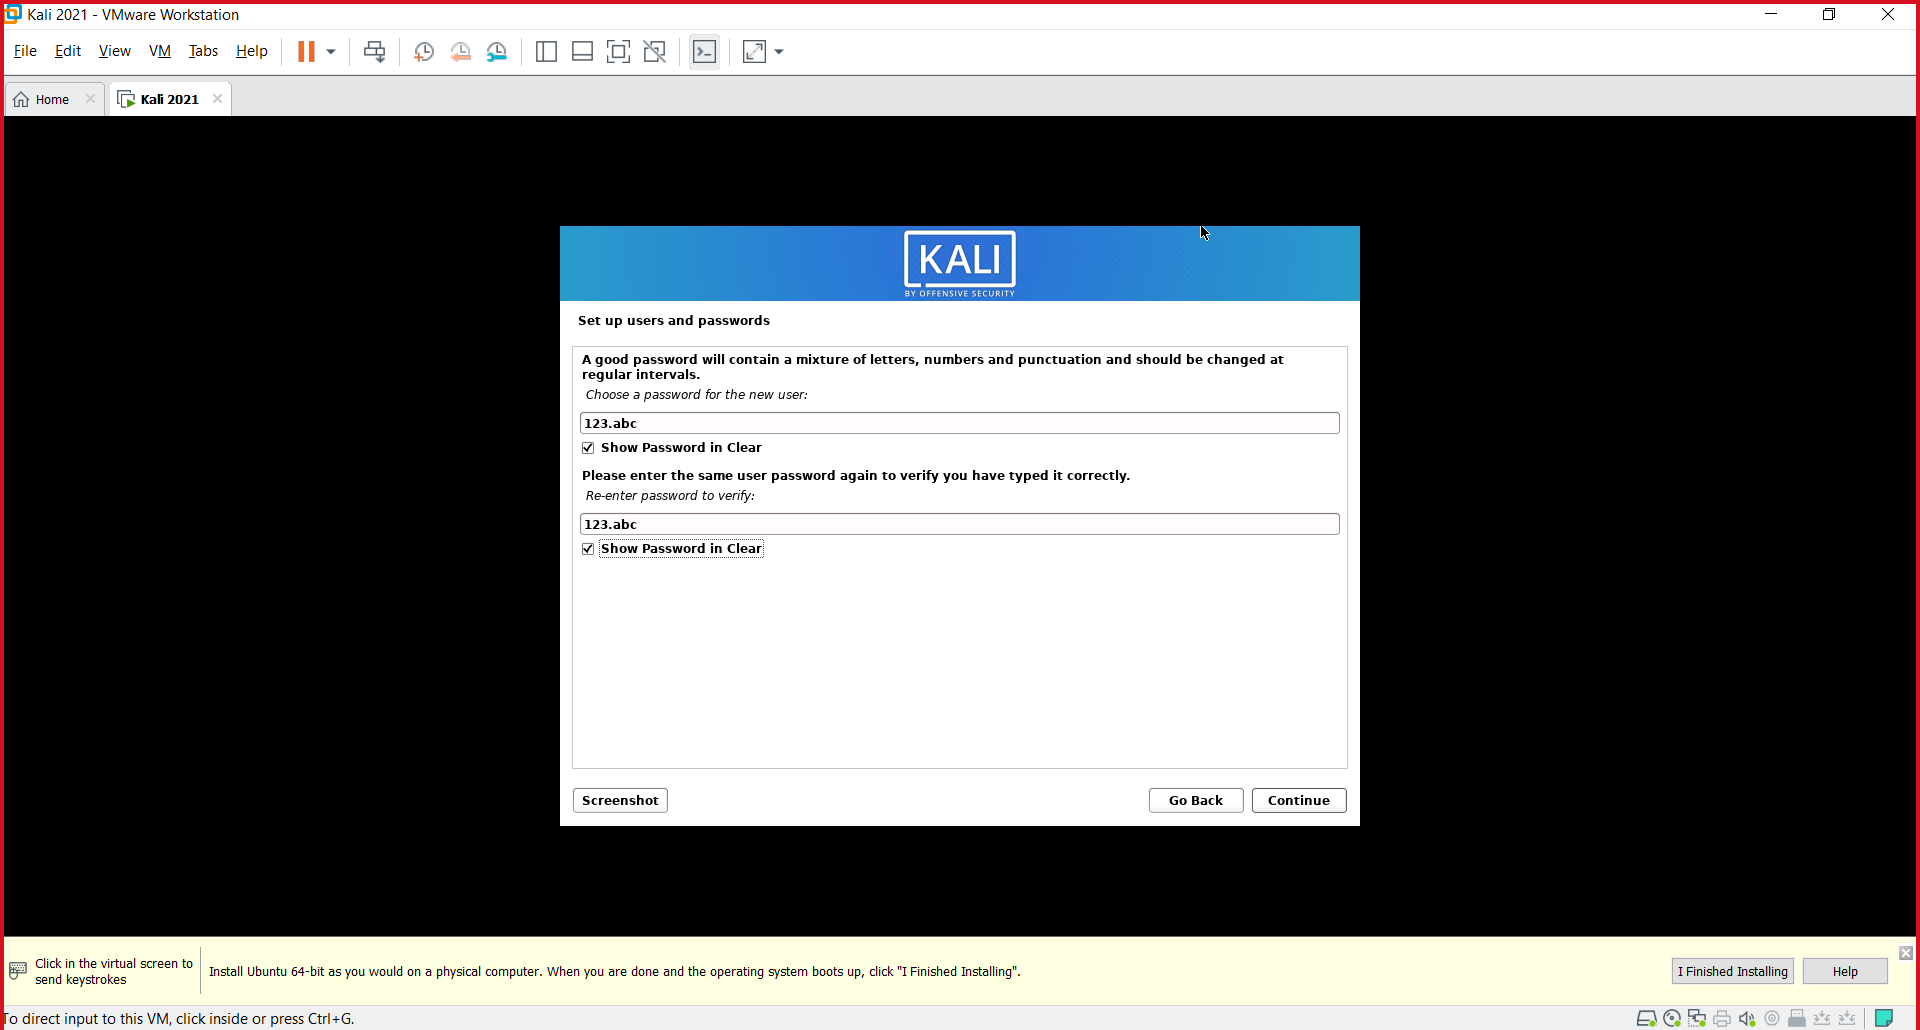 Kali 2021 - VMware Workstation
File Edit View VM Tabs Help
Home Kali 2021
KALI
BY OFFENSIVE SECURITY
Set up users and passwords
A good password will contain a mixture of letters, numbers and punctuation and should be changed at
regular intervals.
Choose a password for the new user:
123.abc
Show Password in Clear
Please enter the same user password again to verify you have typed it correctly.
Re-enter password to verify:
123.abc
Show Password in Clear
Screenshot Go Back Continue
Click in the virtual screen to
send keystrokes
Install Ubuntu 64-bit as you would on a physical computer. When you are done and the operating system boots up, click "I Finished Installing".
I Finished Installing Help
To direct input to this VM, click inside or press Ctrl+G.